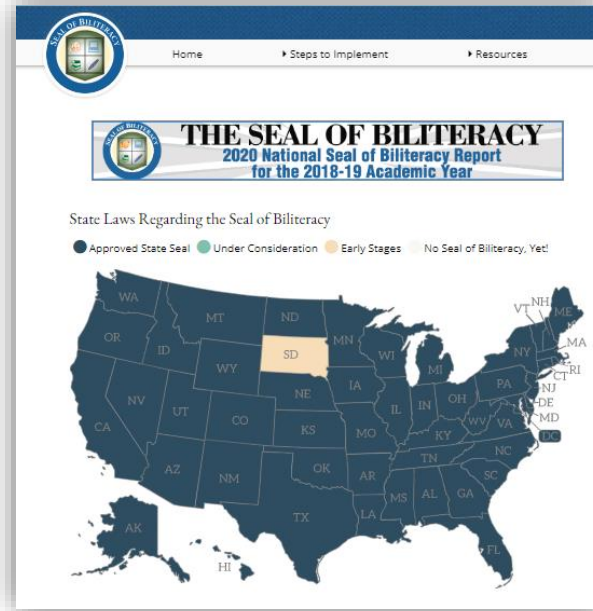 SEAL OF BILITERACY
Home
Steps to Implement
Resources
SEAL OF BILITERACY
THE SEAL OF BILITERACY
2020 National Seal of Biliteracy Report
for the 2018-19 Academic Year
State Laws Regarding the Seal of Biliteracy
Approved State Seal Under Consideration Early Stages No Seal of Biliteracy, Yet!
WA
MT
ND
MN
VT
NH
ME
OR
ID
WY
SD
WI
MI
NY
MA
RI
CT
NV
UT
CO
NE
IA
IL
IN
OH
PA
NJ
DE
MD
DC
CA
KS
MO
KY
WV
VA
AZ
NM
OK
AR
TN
NC
SC
TX
LA
MS
AL
GA
FL
AK
HI